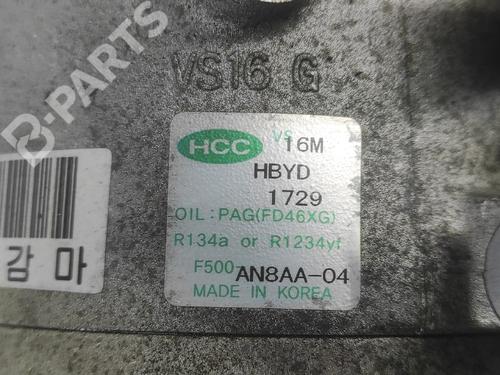 B-PARTS
VS16 G
HCC VS 16M
HBYD
1729
OIL : PAG(FD46XG)
R134a or R1234yf
F500-AN8AA-04
MADE IN KOREA
감마